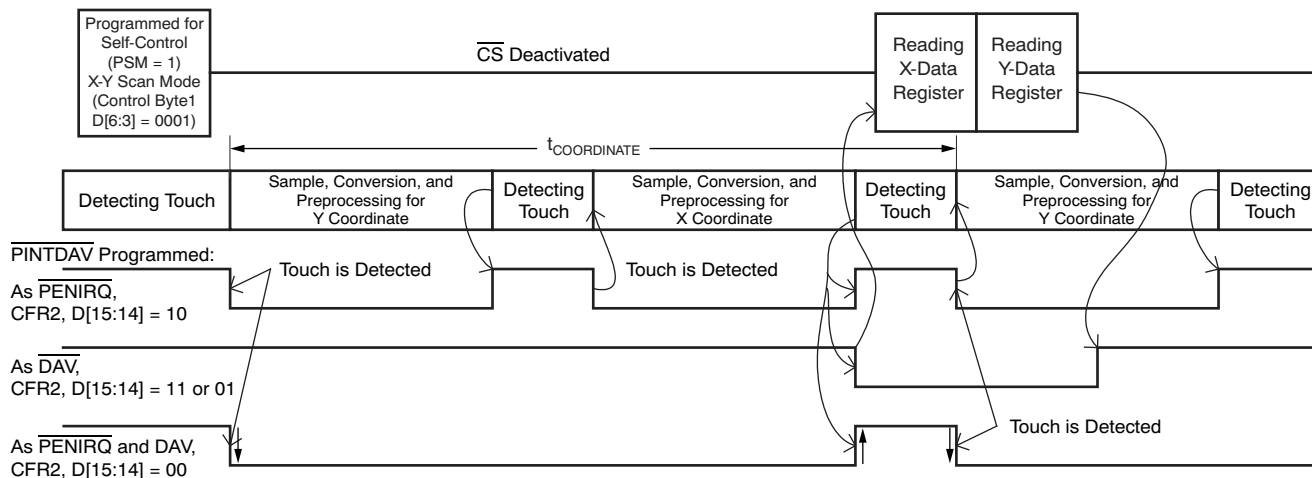 Programmed for
Self-Control
(PSM = 1)
X-Y Scan Mode
(Control Byte1
D[6:3] = 0001)
CS Deactivated
Reading
X-Data
Register
Reading
Y-Data
Register
tCOORDINATE
Detecting Touch
Sample, Conversion, and
Preprocessing for
Y Coordinate
Detecting
Touch
Sample, Conversion, and
Preprocessing for
X Coordinate
Detecting
Touch
Sample, Conversion, and
Preprocessing for
Y Coordinate
Detecting
Touch
PINTDAV Programmed:
Touch is Detected
Touch is Detected
As PENIRQ,
CFR2, D[15:14] = 10
As DAV,
CFR2, D[15:14] = 11 or 01
Touch is Detected
As PENIRQ and DAV,
CFR2, D[15:14] = 00